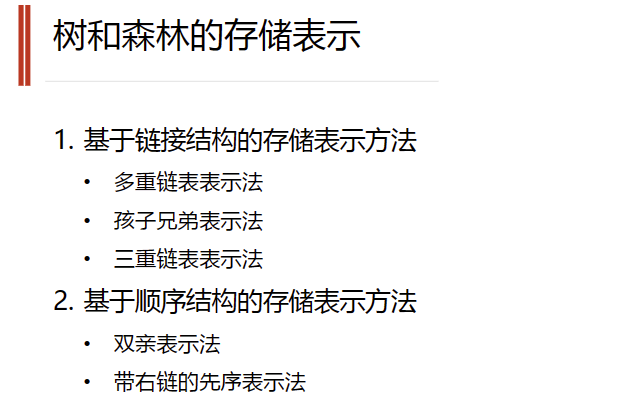 树和森林的存储表示
1. 基于链接结构的存储表示方法
• 多重链表表示法
• 孩子兄弟表示法
• 三重链表表示法
2. 基于顺序结构的存储表示方法
• 双亲表示法
• 带右链的先序表示法